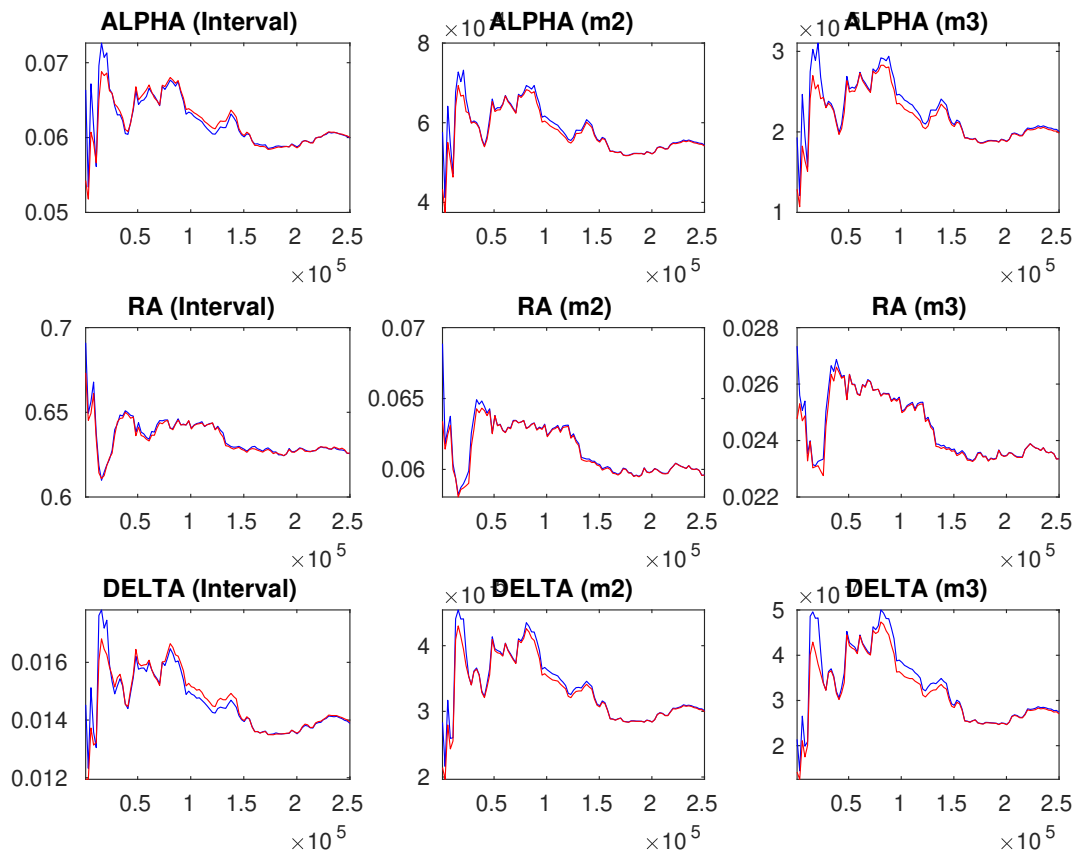 ALPHA (Interval)
0.07
0.06
0.05
0.5 1 1.5 2 2.5
×10 5
ALPHA (m2)
8
6
4
0.5 1 1.5 2 2.5
×10 5
ALPHA (m3)
3
2
1
0.5 1 1.5 2 2.5
×10 5
RA (Interval)
0.7
0.65
0.6
0.5 1 1.5 2 2.5
×10 5
RA (m2)
0.07
0.065
0.06
0.5 1 1.5 2 2.5
×10 5
RA (m3)
0.028
0.026
0.024
0.022
0.5 1 1.5 2 2.5
×10 5
DELTA (Interval)
0.016
0.014
0.012
0.5 1 1.5 2 2.5
×10 5
DELTA (m2)
4
3
2
0.5 1 1.5 2 2.5
×10 5
DELTA (m3)
5
4
3
2
0.5 1 1.5 2 2.5
×10 5